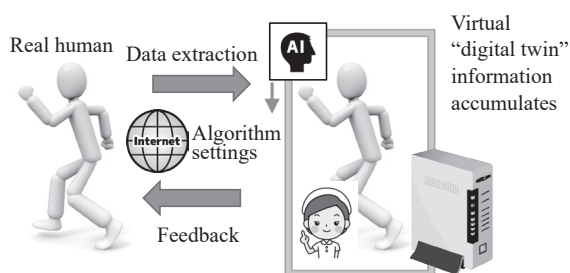 Real human
Data extraction
AI
Virtual
“digital twin”
information
accumulates
Internet
Algorithm
settings
Feedback